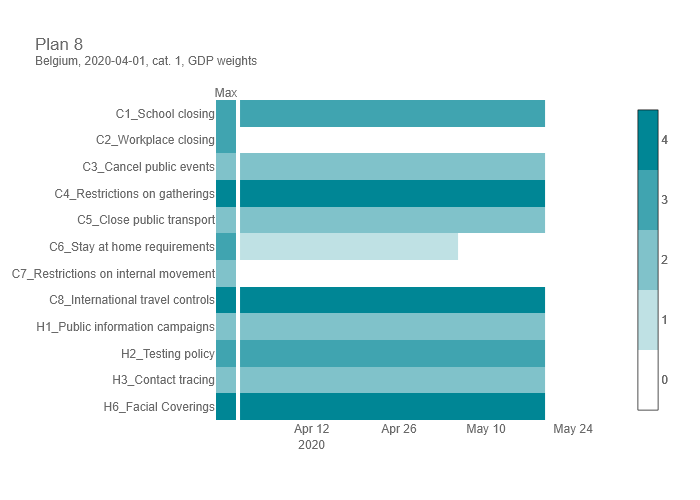 Plan 8
Belgium, 2020-04-01, cat. 1, GDP weights
Max
C1_School closing
C2_Workplace closing
C3_Cancel public events
C4_Restrictions on gatherings
C5_Close public transport
C6_Stay at home requirements
C7_Restrictions on internal movement
C8_International travel controls
H1_Public information campaigns
H2_Testing policy
H3_Contact tracing
H6_Facial Coverings
Apr 12 Apr 26 May 10 May 24
2020
4
3
2
1
0